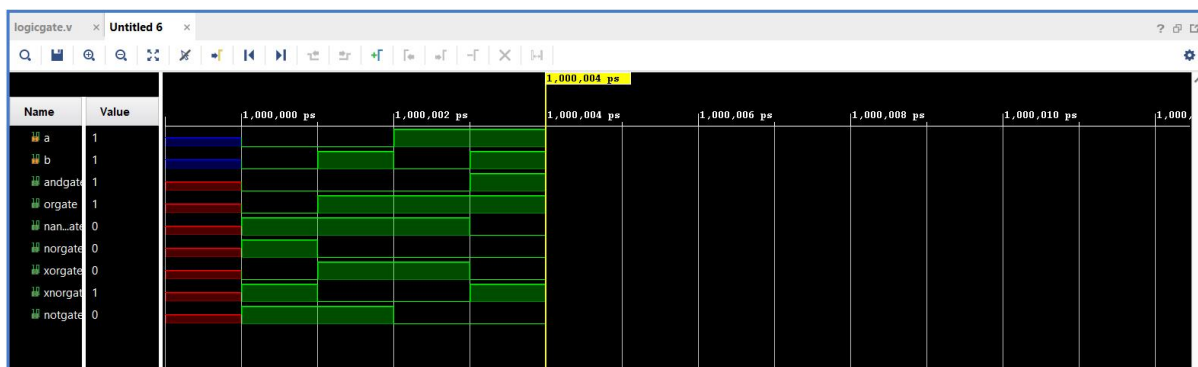 logicgate.v × Untitled 6 ×
1,000,004 ps
Name Value
1,000,000 ps 1,000,002 ps 1,000,004 ps 1,000,006 ps 1,000,008 ps 1,000,010 ps 1,000,
a 1
b 1
andgate 1
orgate 1
nan...ate 0
norgate 0
xorgate 0
xnorgat 1
notgate 0